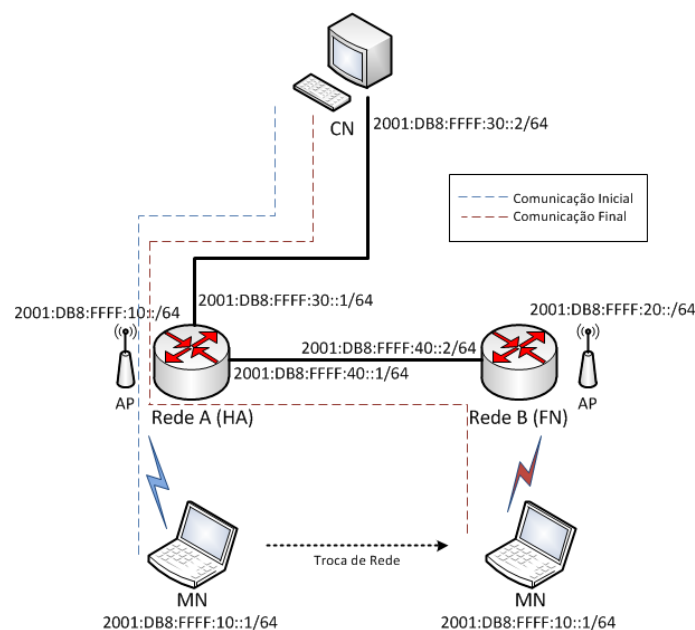 CN
2001:DB8:FFFF:30::2/64
Comunicação Inicial
Comunicação Final
2001:DB8:FFFF:10::/64
2001:DB8:FFFF:30::1/64
2001:DB8:FFFF:20::/64
2001:DB8:FFFF:40::2/64
2001:DB8:FFFF:40::1/64
AP
Rede A (HA)
Rede B (FN)
AP
Troca de Rede
MN
2001:DB8:FFFF:10::1/64
MN
2001:DB8:FFFF:10::1/64